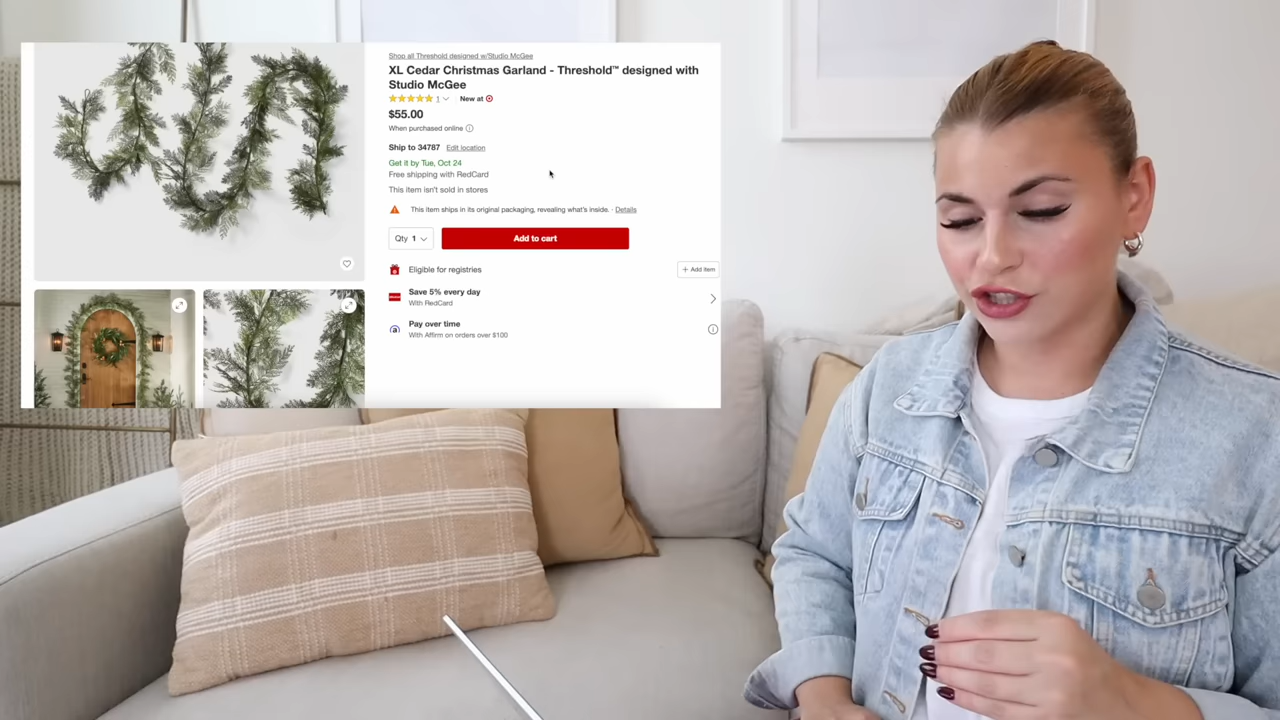 Shop all Threshold designed w/Studio McGee
XL Cedar Christmas Garland - Threshold™ designed with
Studio McGee
1
New at
$55.00
When purchased online
Ship to 34787 Edit location
Get it by Tue, Oct 24
Free shipping with RedCard
This item isn't sold in stores
This item ships in its original packaging, revealing what's inside. · Details
Qty 1
Add to cart
Eligible for registries
+ Add item
Save 5% every day
With RedCard
Pay over time
With Affirm on orders over $100